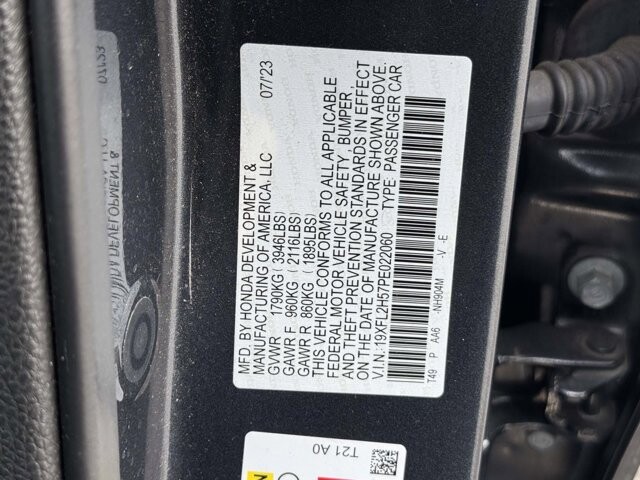 MFD. BY HONDA DEVELOPMENT &
MANUFACTURING OF AMERICA, LLC 07/'23
GVWR 1790KG (3946LBS)
GAWR F 960KG (2116LBS)
GAWR R 860KG (1895LBS)
THIS VEHICLE CONFORMS TO ALL APPLICABLE
FEDERAL MOTOR VEHICLE SAFETY, BUMPER,
AND THEFT PREVENTION STANDARDS IN EFFECT
ON THE DATE OF MANUFACTURE SHOWN ABOVE.
V.I.N.:19XFL2H57PE022060 TYPE: PASSENGER CAR
T49 P AA6 -NH904M -V -E
T21 A0